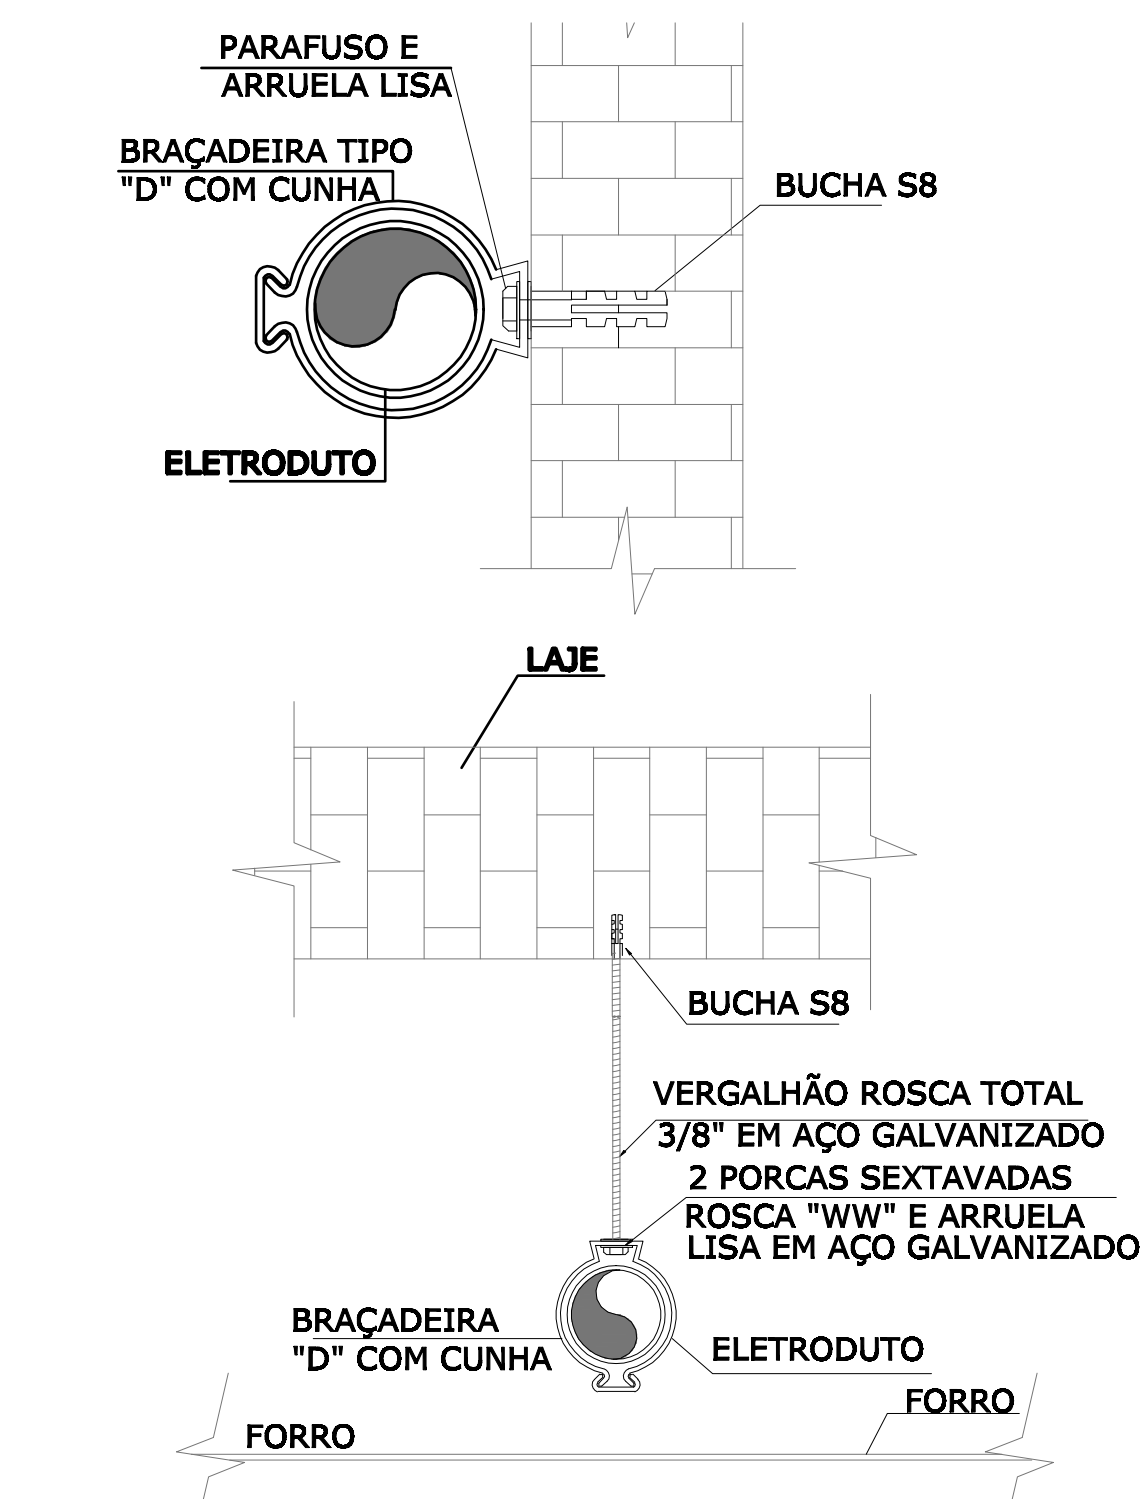 PARAFUSO E
ARRUELA LISA
BRAÇADEIRA TIPO
"D" COM CUNHA
BUCHA S8
ELETRODUTO
LAJE
BUCHA S8
VERGALHÃO ROSCA TOTAL
3/8" EM AÇO GALVANIZADO
2 PORCAS SEXTAVADAS
ROSCA "WW" E ARRUELA
LISA EM AÇO GALVANIZADO
BRAÇADEIRA
"D" COM CUNHA
ELETRODUTO
FORRO
FORRO